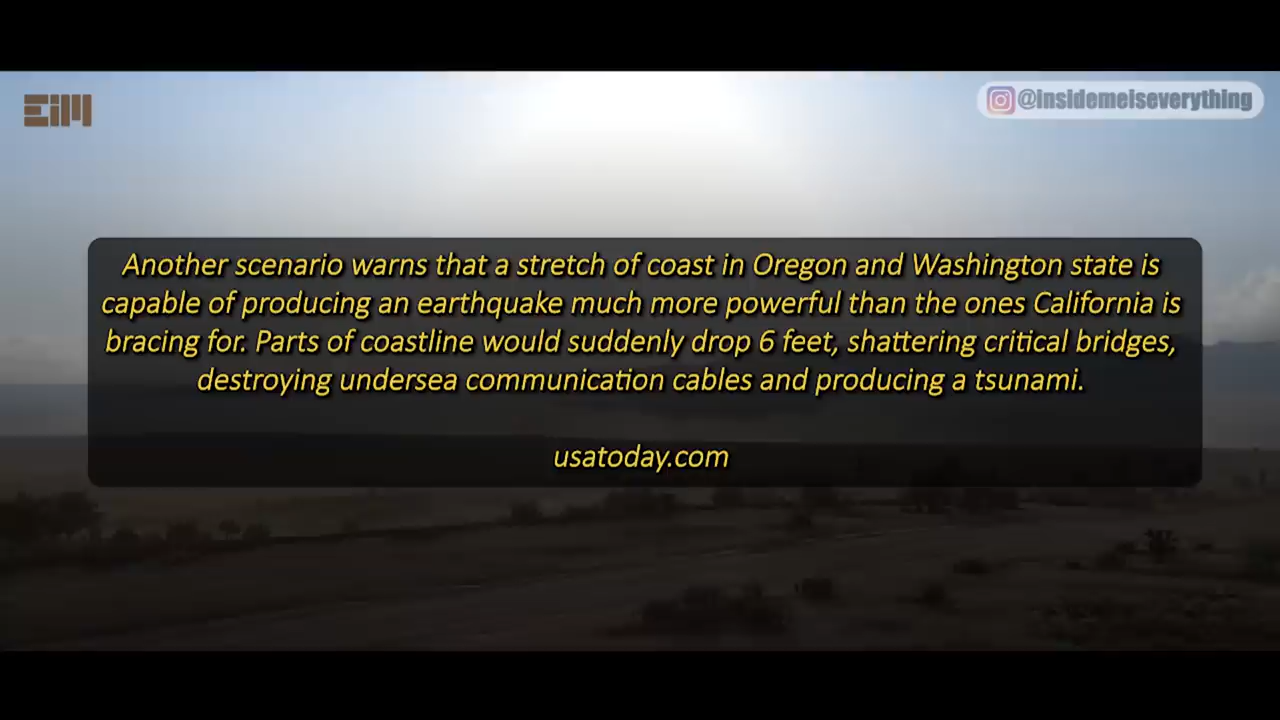 EiM
@insidemeiseverything
Another scenario warns that a stretch of coast in Oregon and Washington state is
capable of producing an earthquake much more powerful than the ones California is
bracing for. Parts of coastline would suddenly drop 6 feet, shattering critical bridges,
destroying undersea communication cables and producing a tsunami.
usatoday.com